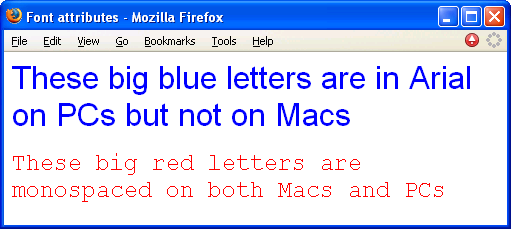 Font attributes - Mozilla Firefox
File Edit View Go Bookmarks Tools Help
These big blue letters are in Arial
on PCs but not on Macs
These big red letters are
monospaced on both Macs and PCs